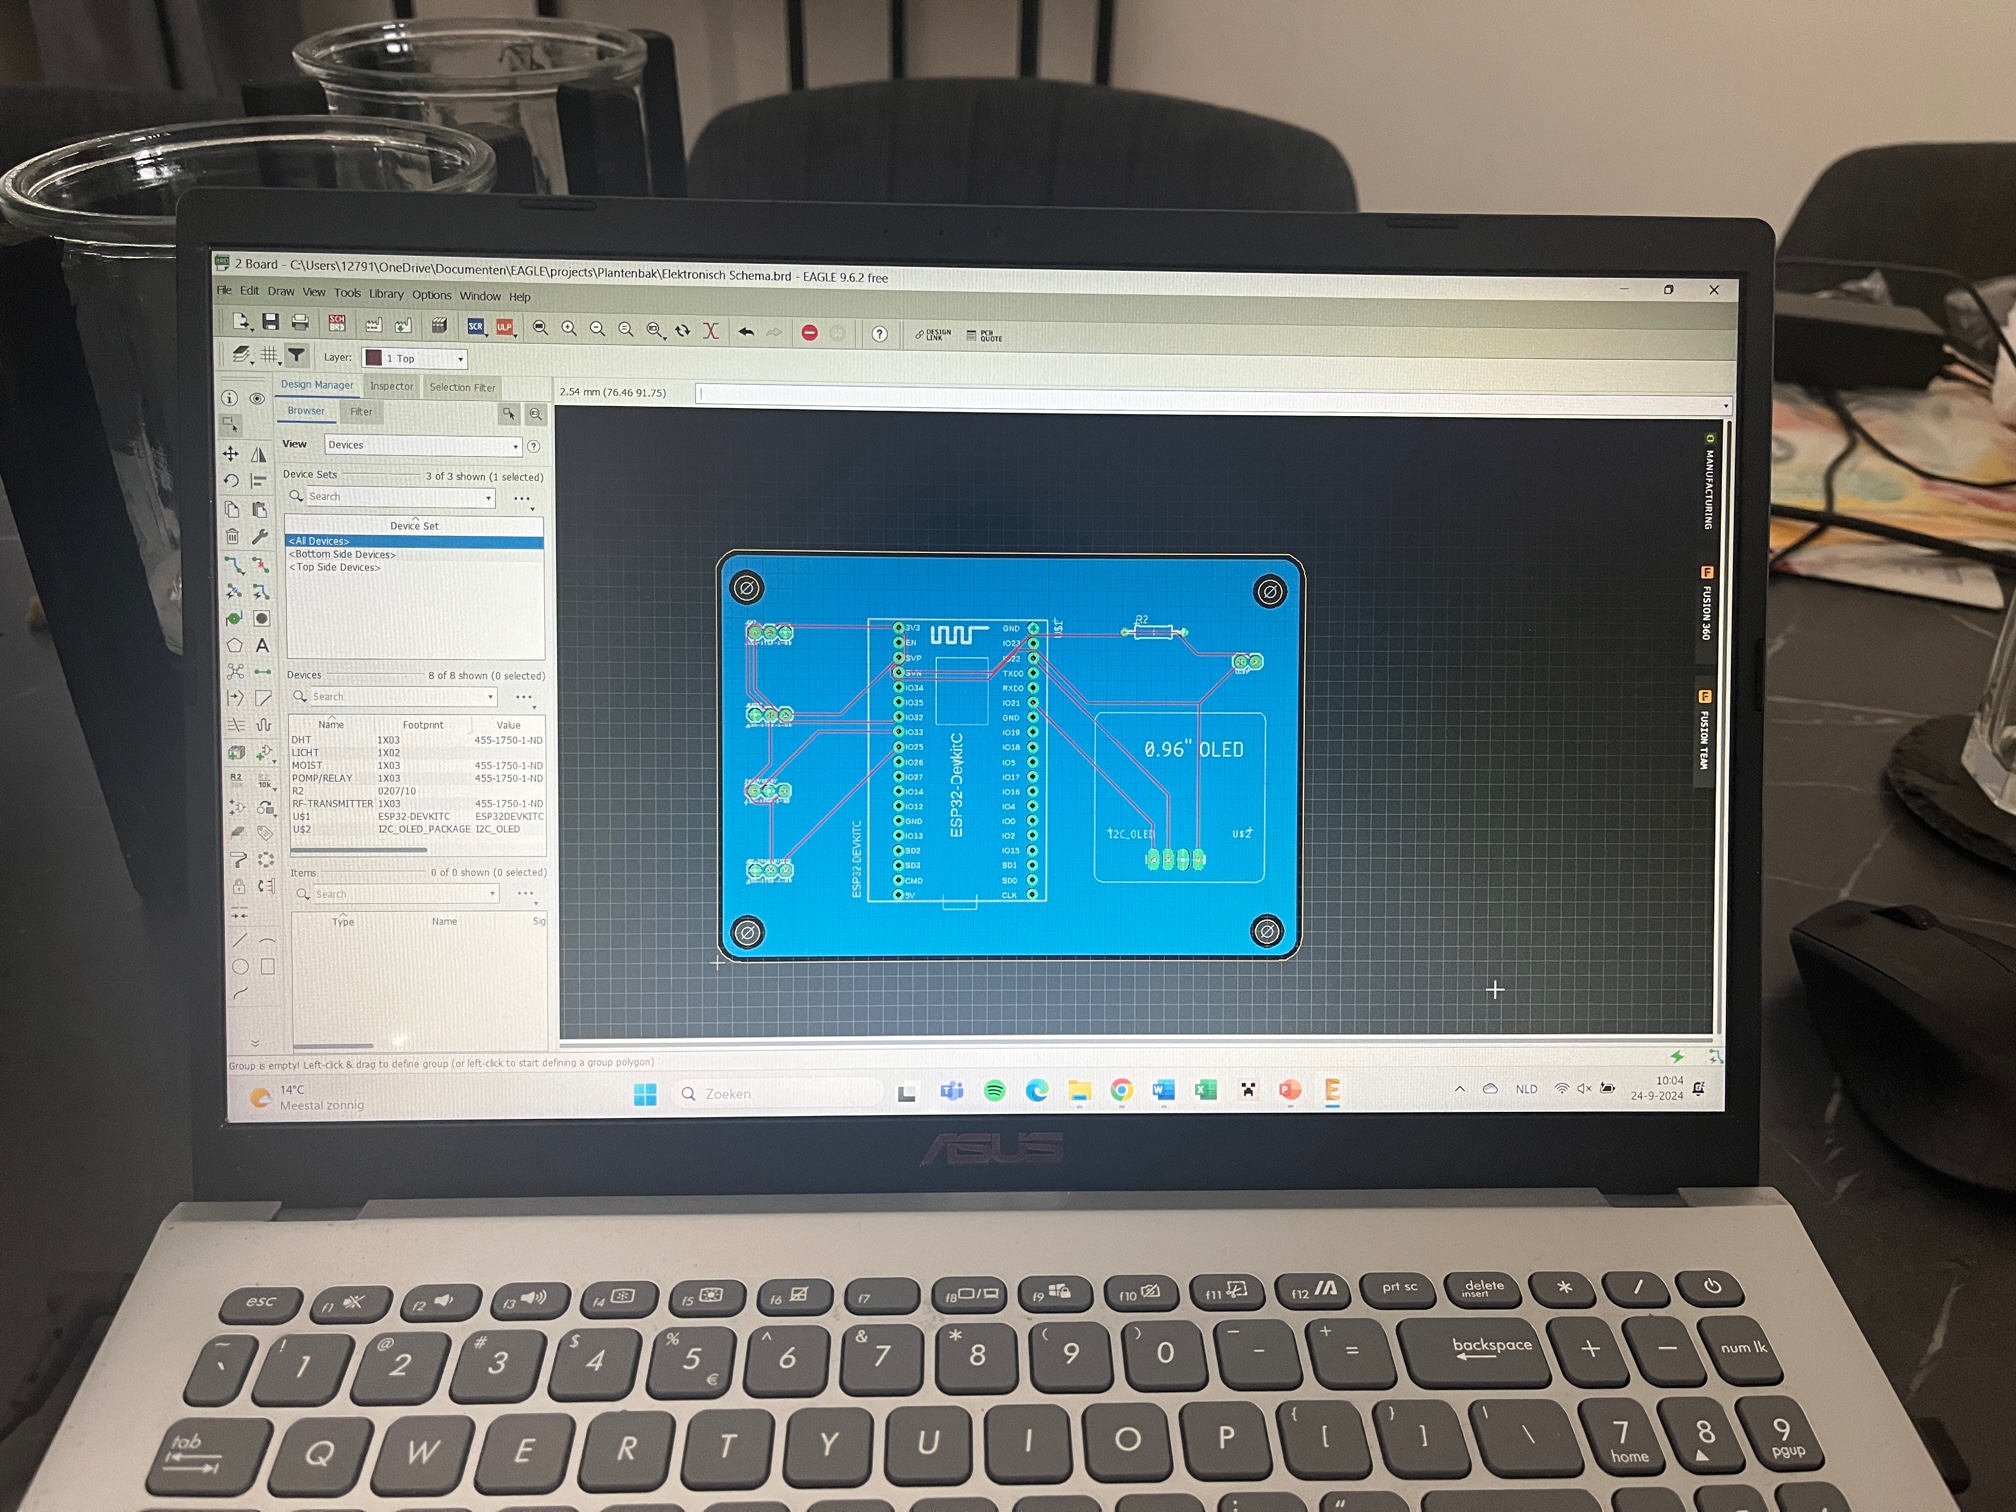 2 Board - C:\Users\12791\OneDrive\Documenten\EAGLE\projects\Plantenbak\Elektronisch Schema.brd - EAGLE 9.6.2 free
File Edit Draw View Tools Library Options Window Help
SCH BRD SCR ULP DESIGN LINK PCB QUOTE
Layer: 1 Top
Design Manager Inspector Selection Filter
2.54 mm (76.46 91.75)
Browser Filter
View Devices
Device Sets 3 of 3 shown (1 selected)
Search
Device Set
<All Devices>
<Bottom Side Devices>
<Top Side Devices>
Devices 8 of 8 shown (0 selected)
Search
Name Footprint Value
DHT 1X03 455-1750-1-ND
LICHT 1X02
MOIST 1X03 455-1750-1-ND
POMP/RELAY 1X03 455-1750-1-ND
R2 0207/10
RF-TRANSMITTER 1X03 455-1750-1-ND
U$1 ESP32-DEVKITC ESP32DEVKITC
U$2 I2C_OLED_PACKAGE I2C_OLED
Items 0 of 0 shown (0 selected)
Search
Type Name Sig
R2
10k
3V3 GND
EN IO23
SVP IO22
SVN TXD0
IO34 RXD0
IO35 IO21
IO32 GND
IO33 IO19
IO25 IO18
IO26 IO5
IO27 IO17
IO14 IO16
IO12 IO4
GND IO0
IO13 IO2
SD2 IO15
SD3 SD1
CMD SD0
5V CLK
ESP32-DevkitC
ESP32-DEVKITC
U$1
R2
0.96" OLED
I2C_OLED U$2
MANUFACTURING
FUSION 360
FUSION TEAM
Group is empty! Left-click & drag to define group (or left-click to start defining a group polygon)
14°C
Meestal zonnig
Zoeken
NLD
10:04
24-9-2024
ASUS
esc f1 f2 f3 f4 f5 f6 f7 f8 f9 f10 f11 f12 prt sc delete insert * /
~ ` ! 1 @ 2 # 3 $ 4 % 5 € ^ 6 & 7 * 8 ( 9 ) 0 - + = backspace + - num lk
tab Q W E R T Y U I O P { [ } ] \ 7 home 8 9 pgup